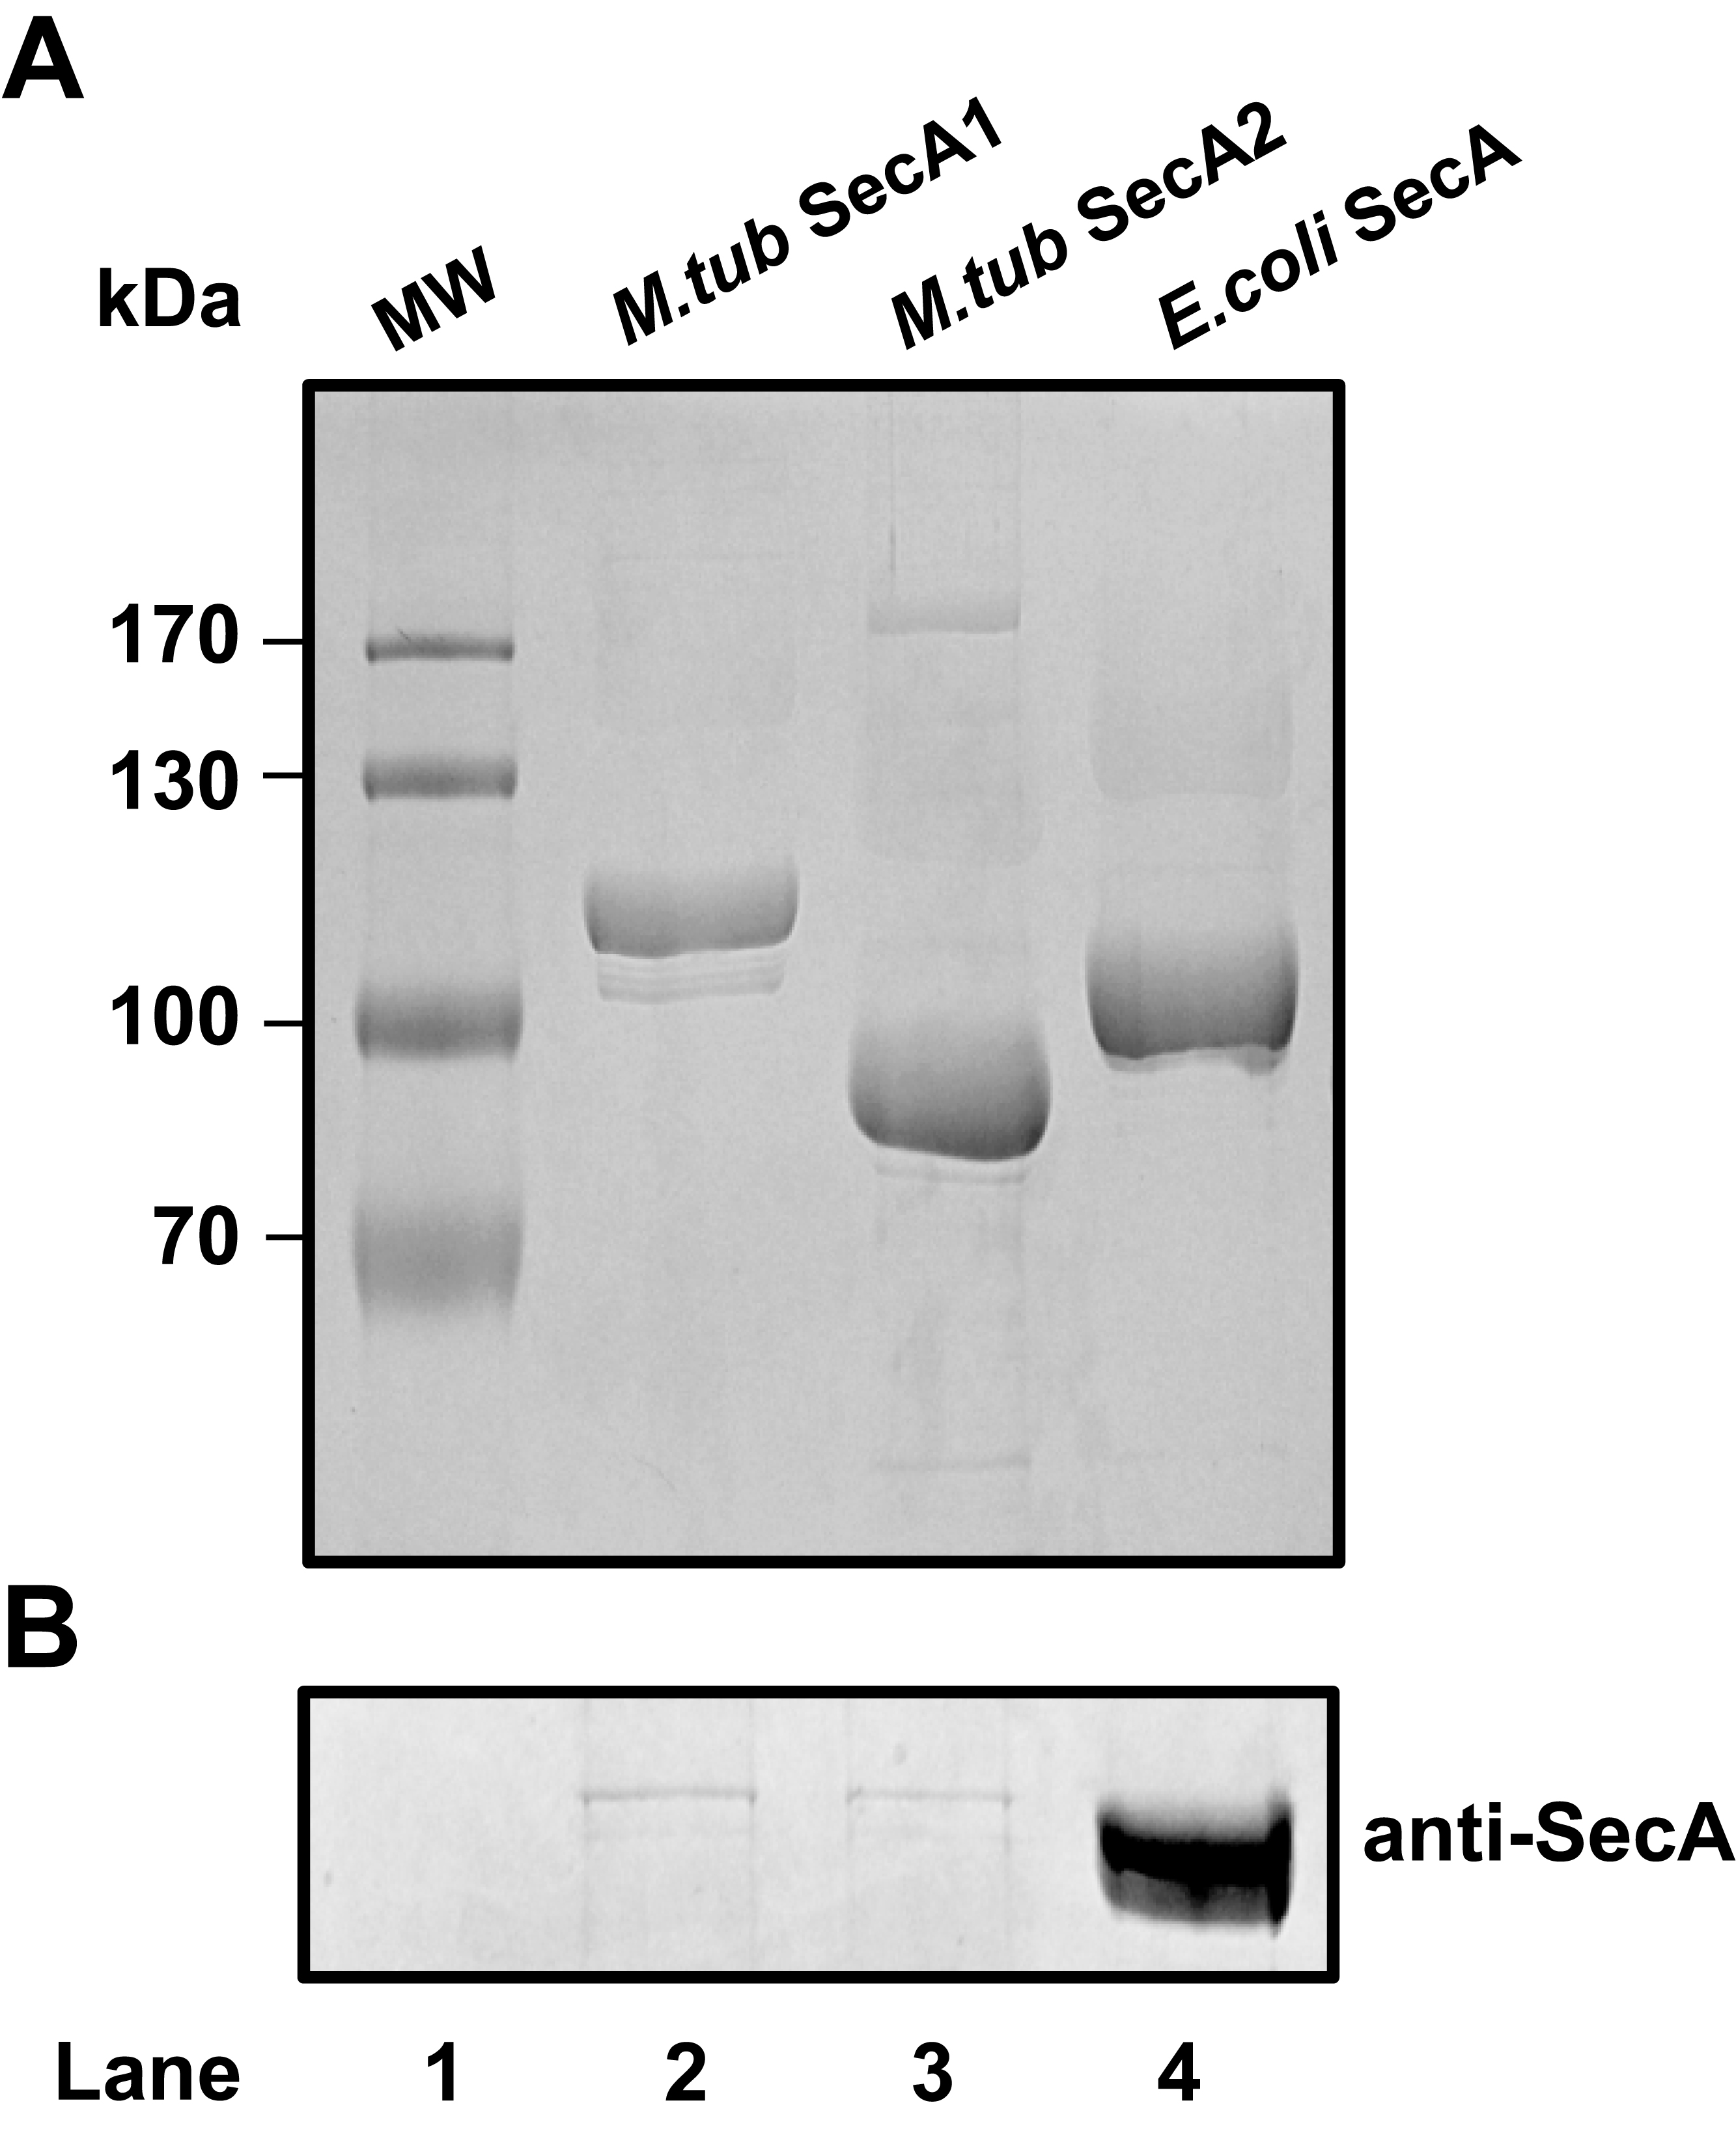 A
kDa
MW
M.tub SecA1
M.tub SecA2
E.coli SecA
170
130
100
70
B
anti-SecA
Lane 1 2 3 4